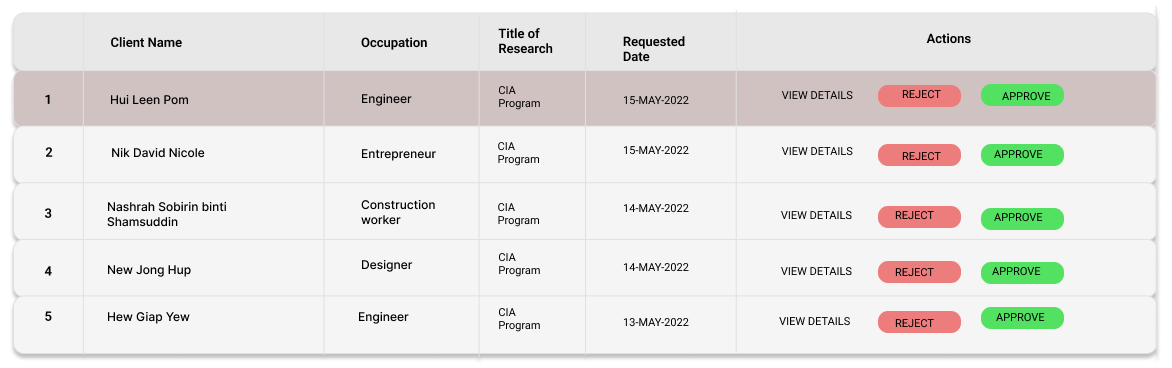 Client Name
Occupation
Title of
Research
Requested
Date
Actions
1
Hui Leen Pom
Engineer
CIA
Program
15-MAY-2022
VIEW DETAILS
REJECT
APPROVE
2
Nik David Nicole
Entrepreneur
CIA
Program
15-MAY-2022
VIEW DETAILS
REJECT
APPROVE
3
Nashrah Sobirin binti
Shamsuddin
Construction
worker
CIA
Program
14-MAY-2022
VIEW DETAILS
REJECT
APPROVE
4
New Jong Hup
Designer
CIA
Program
14-MAY-2022
VIEW DETAILS
REJECT
APPROVE
5
Hew Giap Yew
Engineer
CIA
Program
13-MAY-2022
VIEW DETAILS
REJECT
APPROVE